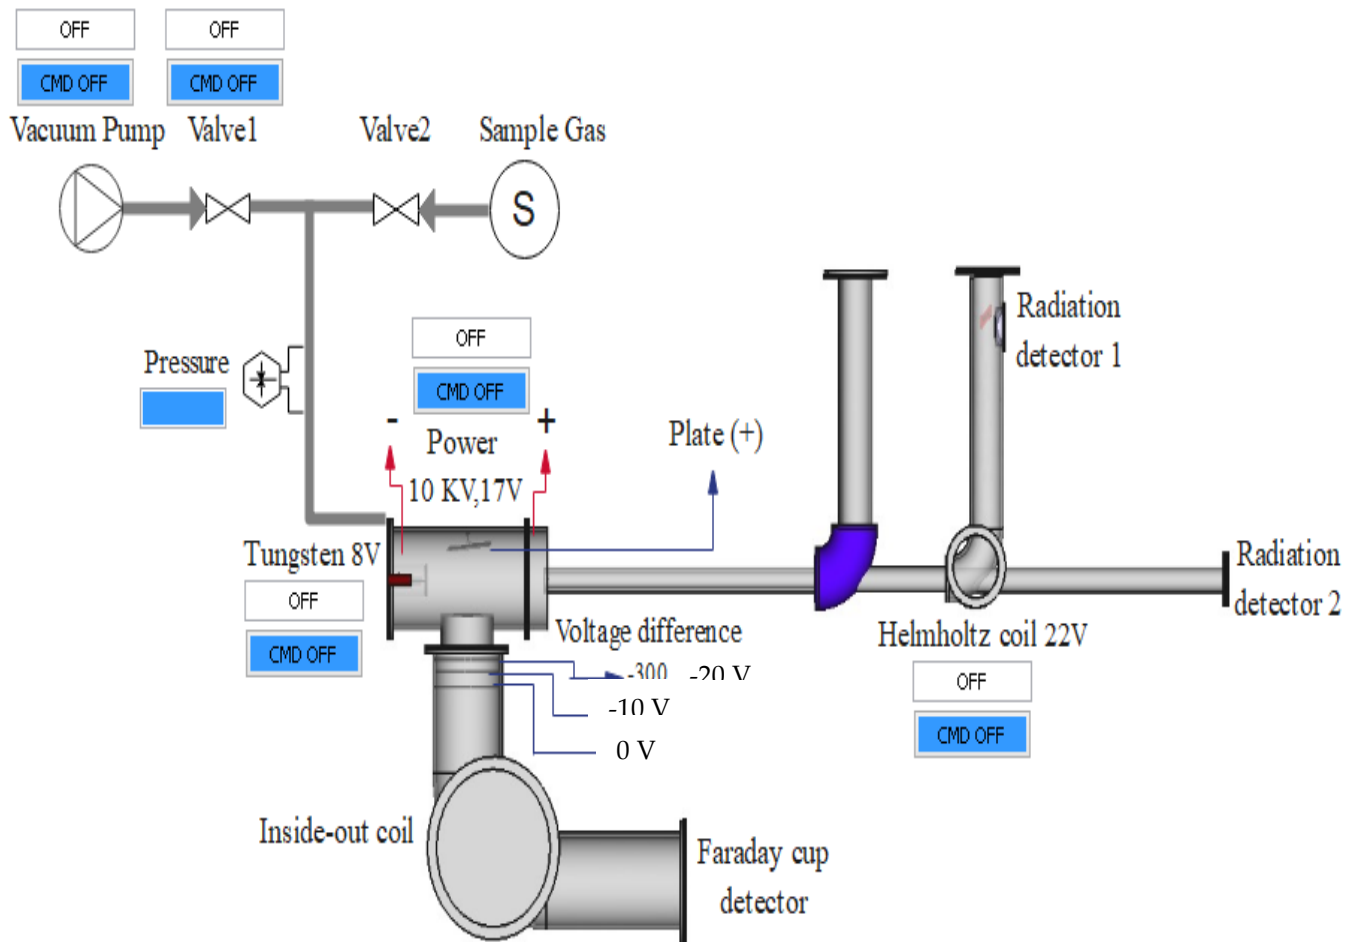 OFF OFF
CMD OFF CMD OFF
Vacuum Pump Valve1 Valve2 Sample Gas
S
Radiation
detector 1
OFF
Pressure
CMD OFF
- +
Power
Plate (+)
10 KV,17V
Tungsten 8V
OFF
CMD OFF
Radiation
detector 2
Voltage difference
Helmholtz coil 22V
-300 -20 V
OFF
-10 V
CMD OFF
0 V
Inside-out coil
Faraday cup
detector